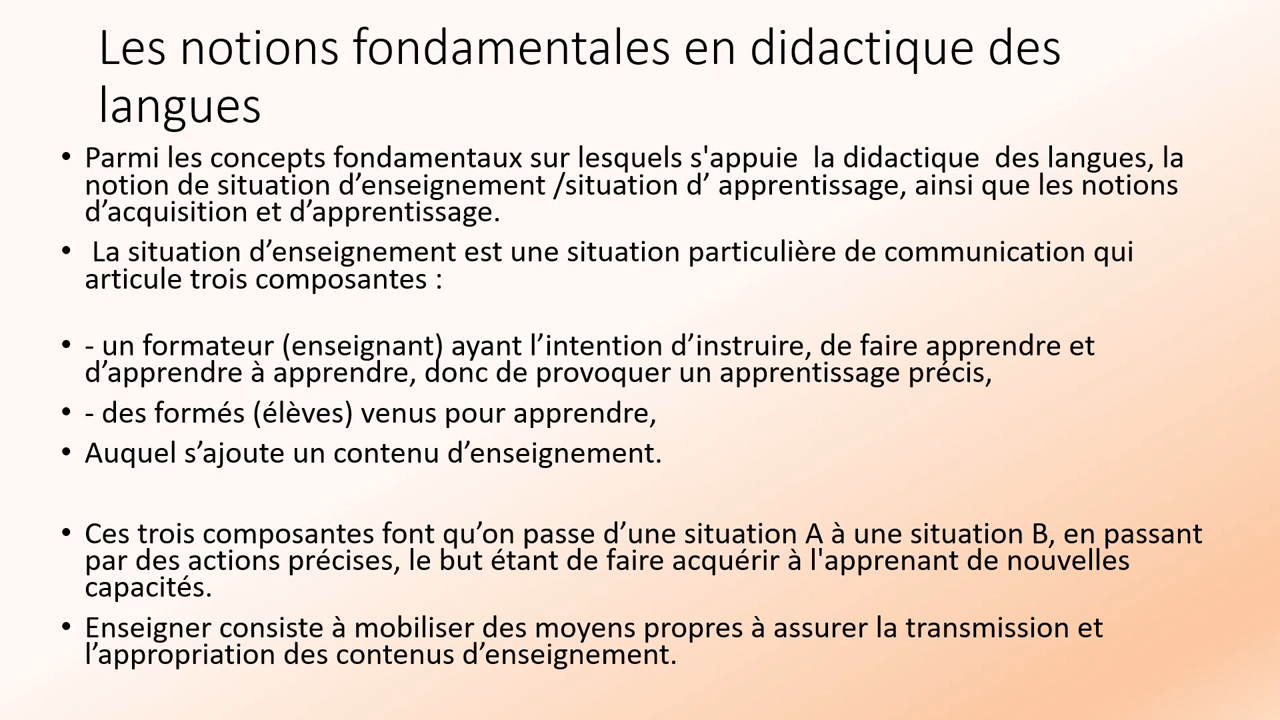 Les notions fondamentales en didactique des
langues
• Parmi les concepts fondamentaux sur lesquels s'appuie  la didactique  des langues, la
notion de situation d’enseignement /situation d’ apprentissage, ainsi que les notions
d’acquisition et d’apprentissage.
•  La situation d’enseignement est une situation particulière de communication qui
articule trois composantes :
• - un formateur (enseignant) ayant l’intention d’instruire, de faire apprendre et
d’apprendre à apprendre, donc de provoquer un apprentissage précis,
• - des formés (élèves) venus pour apprendre,
• Auquel s’ajoute un contenu d’enseignement.
• Ces trois composantes font qu’on passe d’une situation A à une situation B, en passant
par des actions précises, le but étant de faire acquérir à l'apprenant de nouvelles
capacités.
• Enseigner consiste à mobiliser des moyens propres à assurer la transmission et
l’appropriation des contenus d’enseignement.